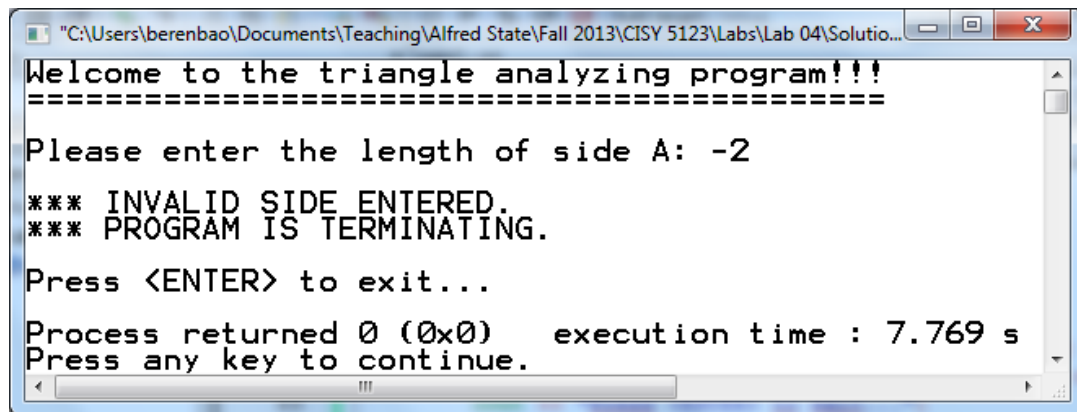 "C:\Users\berenbao\Documents\Teaching\Alfred State\Fall 2013\CISY 5123\Labs\Lab 04\Solutio...
Welcome to the triangle analyzing program!!!
============================================
Please enter the length of side A: -2
*** INVALID SIDE ENTERED.
*** PROGRAM IS TERMINATING.
Press <ENTER> to exit...
Process returned 0 (0x0)   execution time : 7.769 s
Press any key to continue.